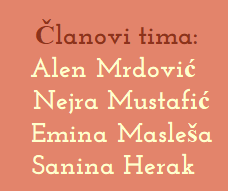 Članovi tima:
Alen Mrdović
Nejra Mustafić
Emina Masleša
Sanina Herak